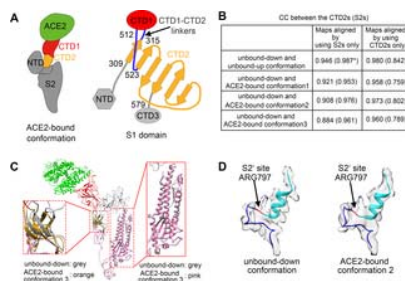 A
ACE2
CTD1
CTD2
NTD
S2
ACE2-bound
conformation
CTD1
CTD1-CTD2
linkers
512
315
CTD2
309
523
NTD
579
CTD3
S1 domain
B
CC between the CTD2s (S2s)
Maps aligned by using S2s only
Maps aligned by using CTD2s only
unbound-down and unbound-up conformation
0.946 (0.987*)
0.980 (0.842)
unbound-down and ACE2-bound conformation1
0.921 (0.953)
0.958 (0.759)
unbound-down and ACE2-bound conformation2
0.908 (0.976)
0.973 (0.802)
unbound-down and ACE2-bound conformation3
0.884 (0.961)
0.960 (0.789)
C
unbound-down: grey
ACE2-bound
conformation 3 : orange
unbound-down: grey
ACE2-bound
conformation 3 : pink
D
S2' site
ARG797
S2' site
ARG797
unbound-down
conformation
ACE2-bound
conformation 2